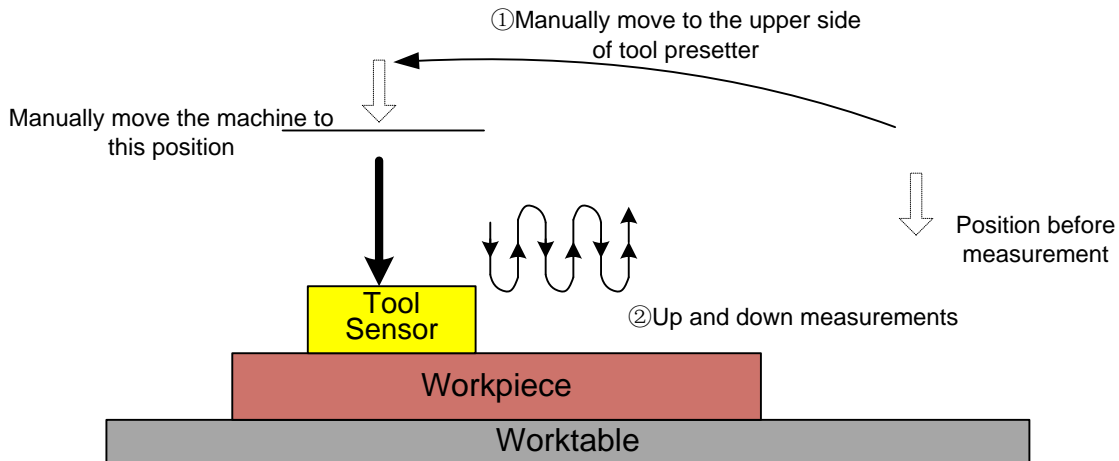 ①Manually move to the upper side
of tool presetter
Manually move the machine to
this position
Position before
measurement
Tool
Sensor
②Up and down measurements
Workpiece
Worktable